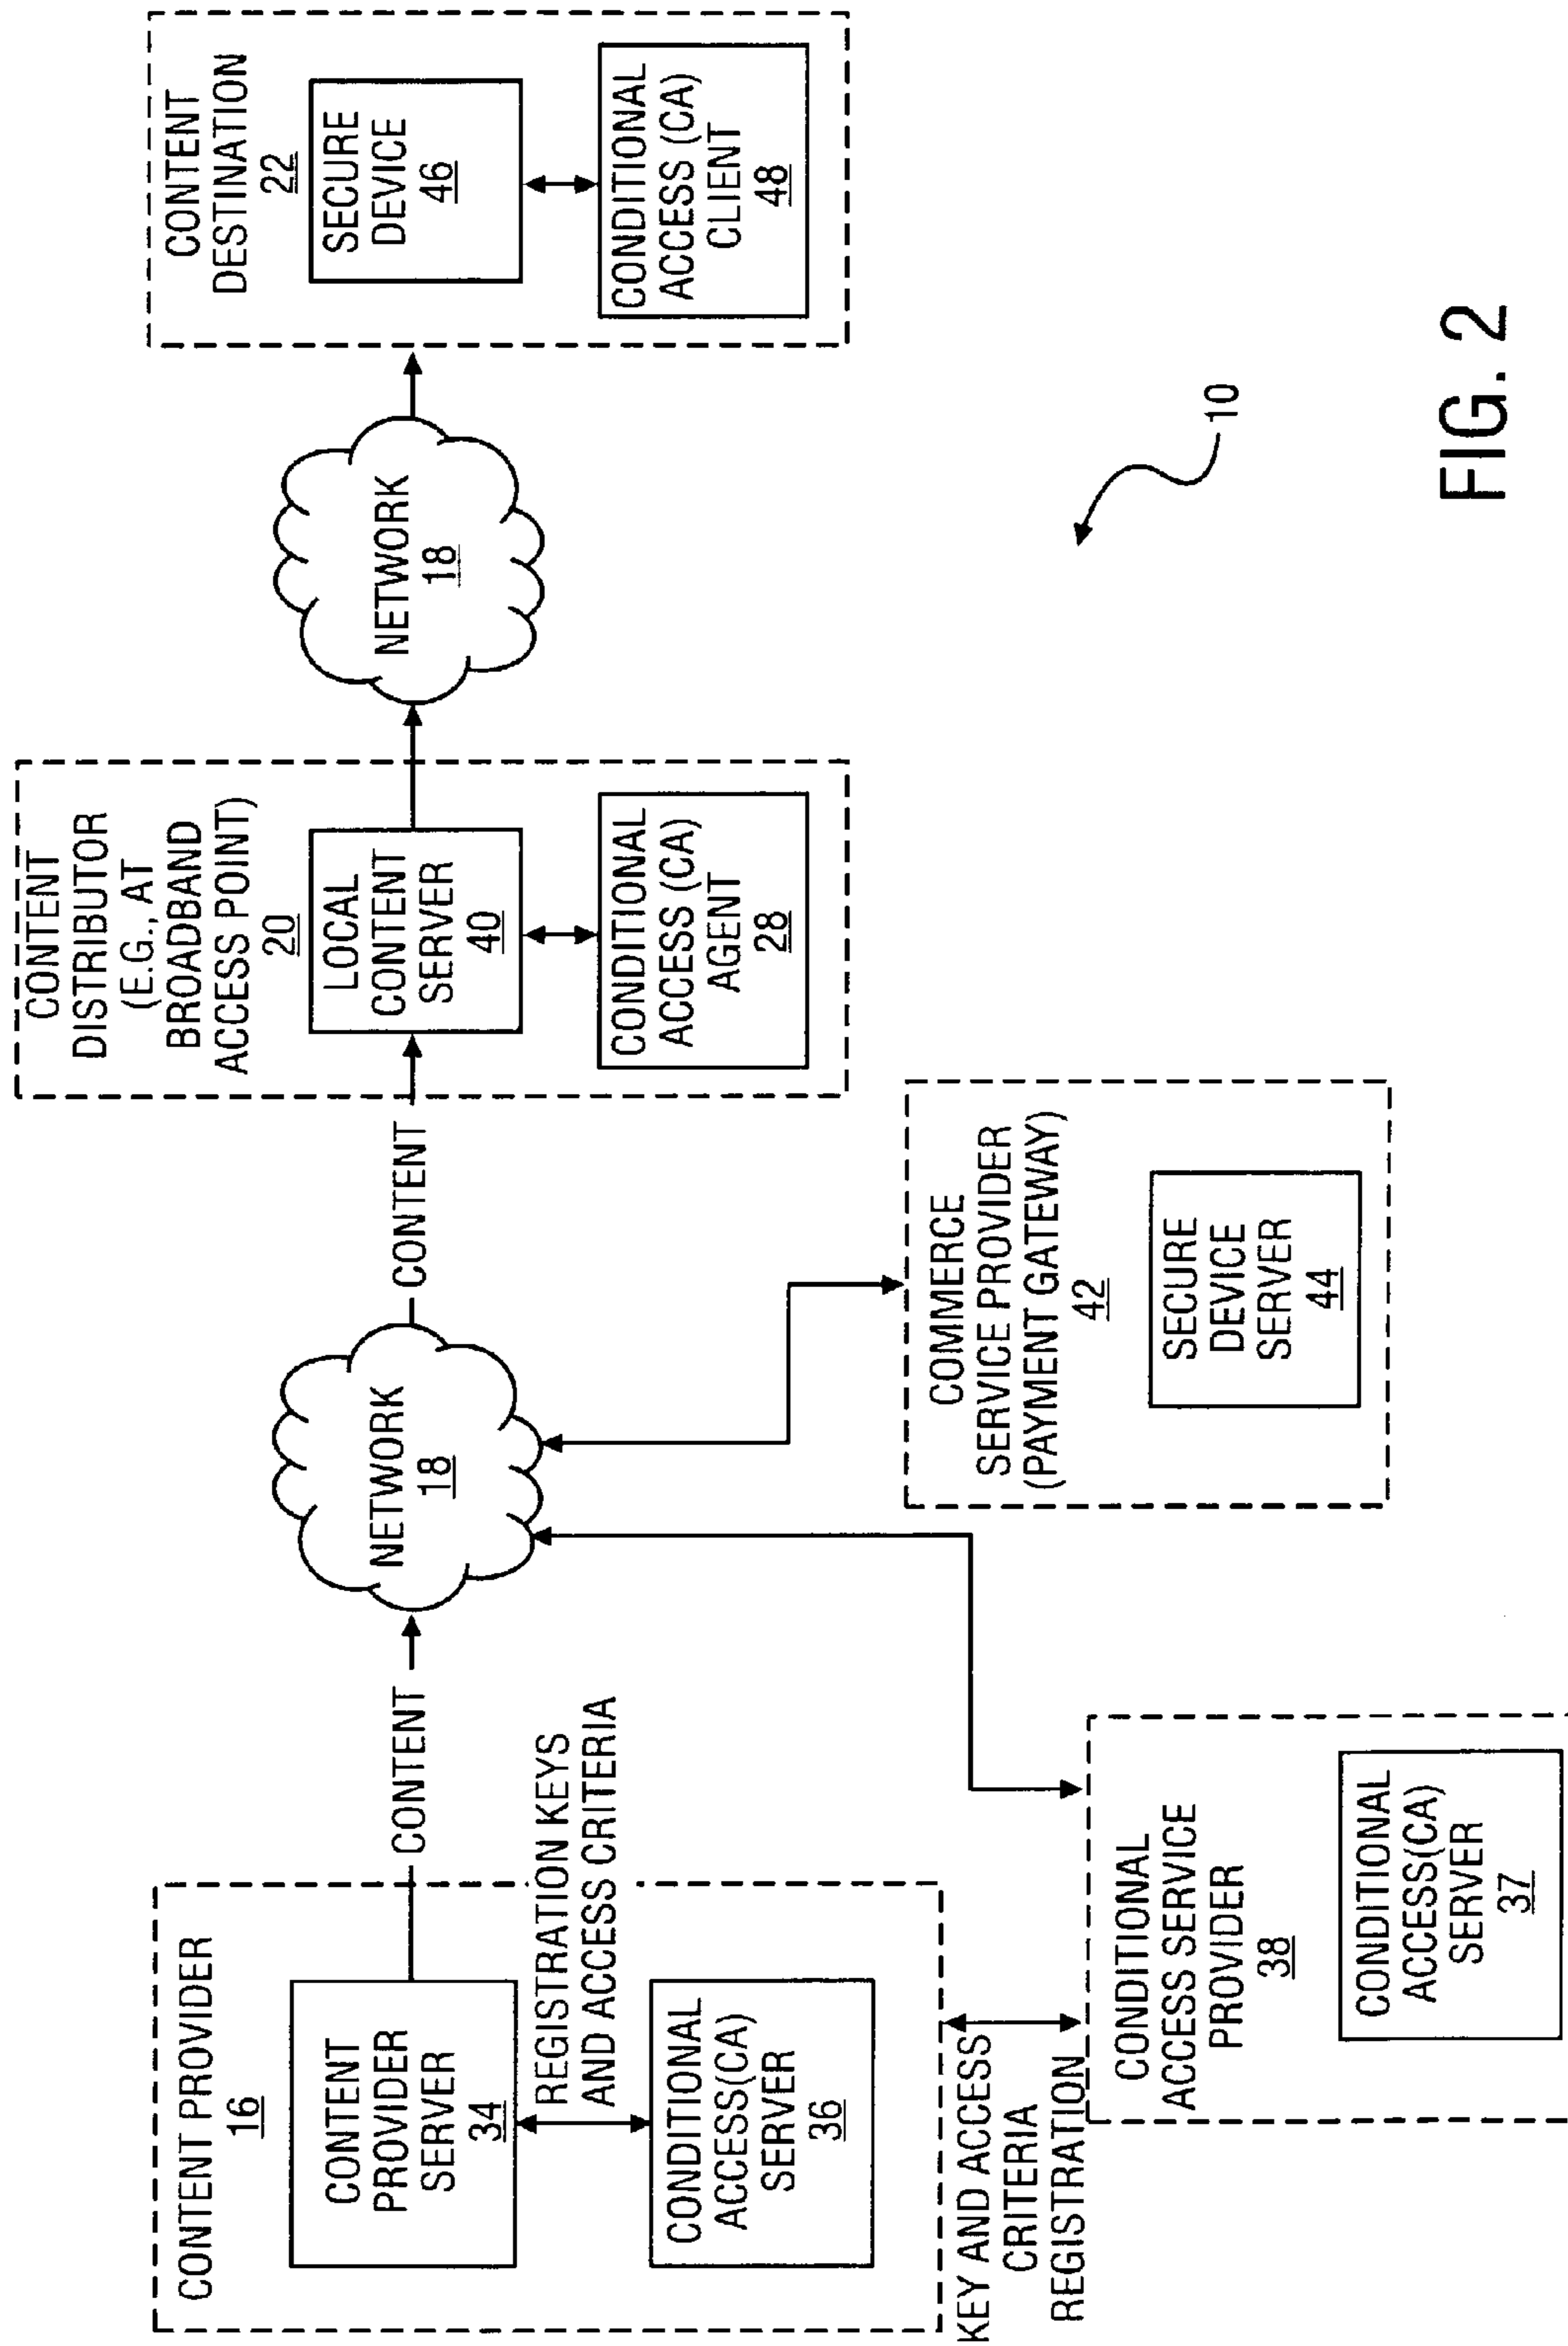 CONTENT PROVIDER
16
CONTENT
PROVIDER
SERVER
34
REGISTRATION KEYS
AND ACCESS CRITERIA
CONDITIONAL
ACCESS(CA)
SERVER
36
KEY AND ACCESS
CRITERIA
REGISTRATION
CONDITIONAL
ACCESS SERVICE
PROVIDER
38
CONDITIONAL
ACCESS(CA)
SERVER
37
CONTENT
NETWORK
18
COMMERCE
SERVICE PROVIDER
(PAYMENT GATEWAY)
42
SECURE
DEVICE
SERVER
44
CONTENT
CONTENT
DISTRIBUTOR
(E.G., AT
BROADBAND
ACCESS POINT)
20
LOCAL
CONTENT
SERVER
40
CONDITIONAL
ACCESS (CA)
AGENT
28
NETWORK
18
CONTENT
DESTINATION
22
SECURE
DEVICE
46
CONDITIONAL
ACCESS (CA)
CLIENT
48
10
FIG. 2